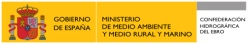 GOBIERNO
DE ESPAÑA
MINISTERIO
DE MEDIO AMBIENTE
Y MEDIO RURAL Y MARINO
CONFEDERACIÓN
HIDROGRÁFICA
DEL EBRO